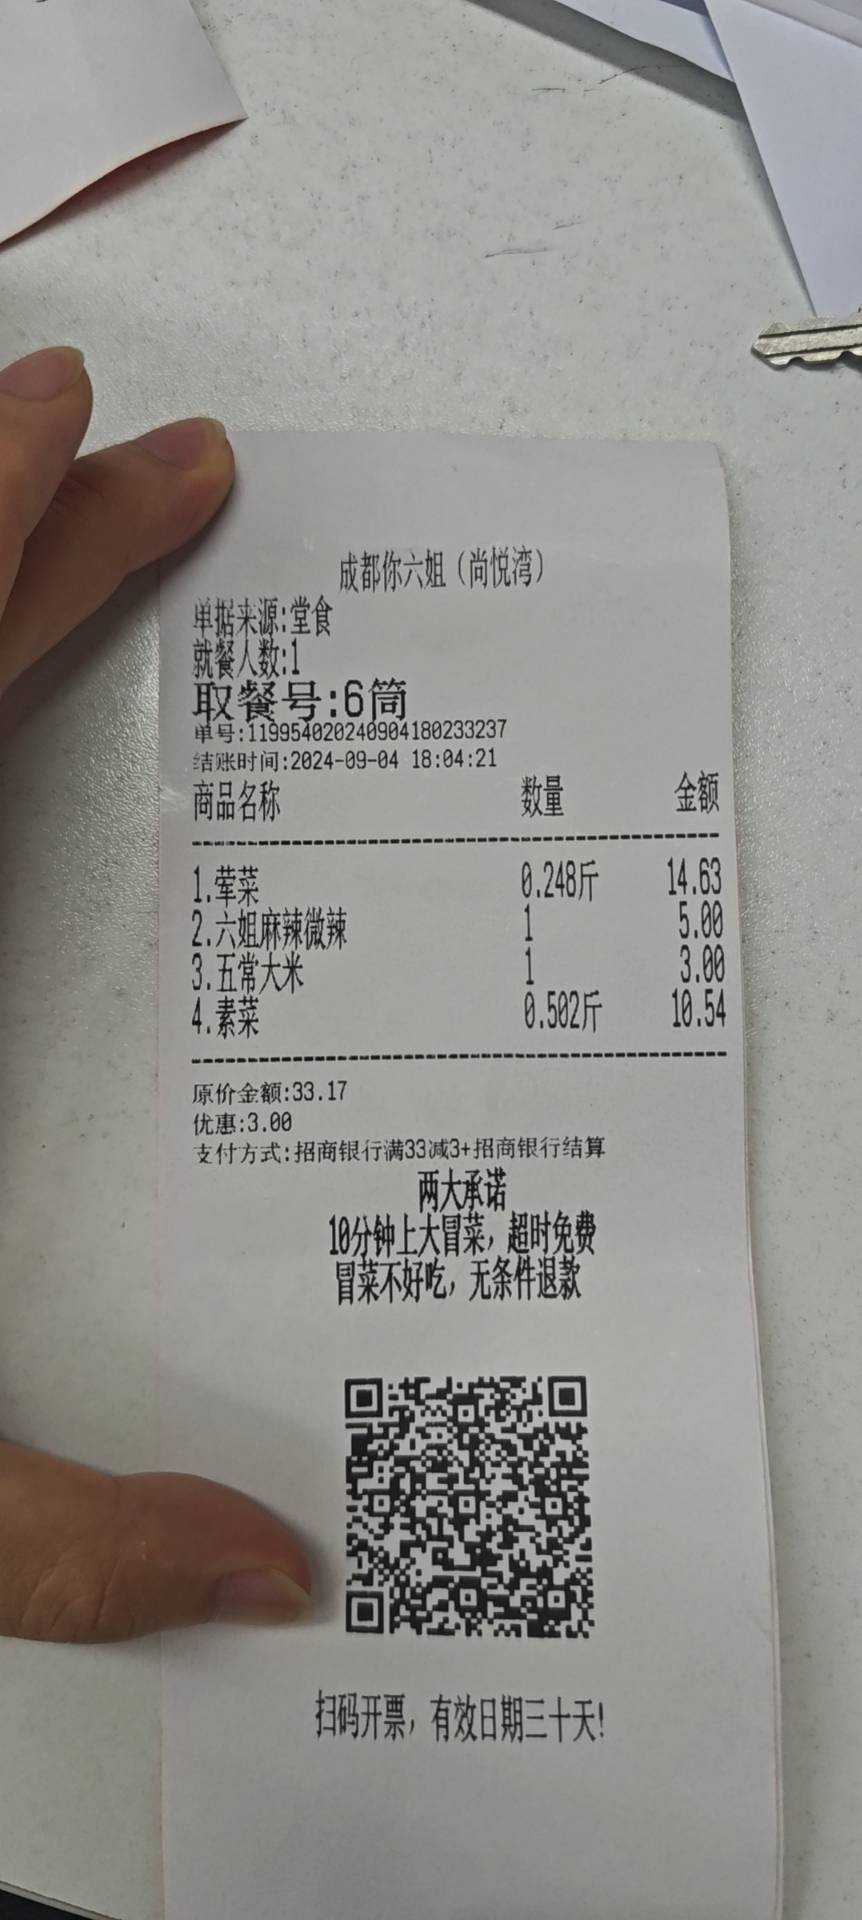 成都你六姐（尚悦湾）
单据来源:堂食
就餐人数:1
取餐号:6筒
单号:119954020240904180233237
结账时间:2024-09-04 18:04:21
商品名称 数量 金额
1.荤菜 0.248斤 14.63
2.六姐麻辣微辣 1 5.00
3.五常大米 1 3.00
4.素菜 0.502斤 10.54
原价金额:33.17
优惠:3.00
支付方式:招商银行满33减3+招商银行结算
两大承诺
10分钟上大冒菜，超时免费
冒菜不好吃，无条件退款
扫码开票，有效日期三十天!